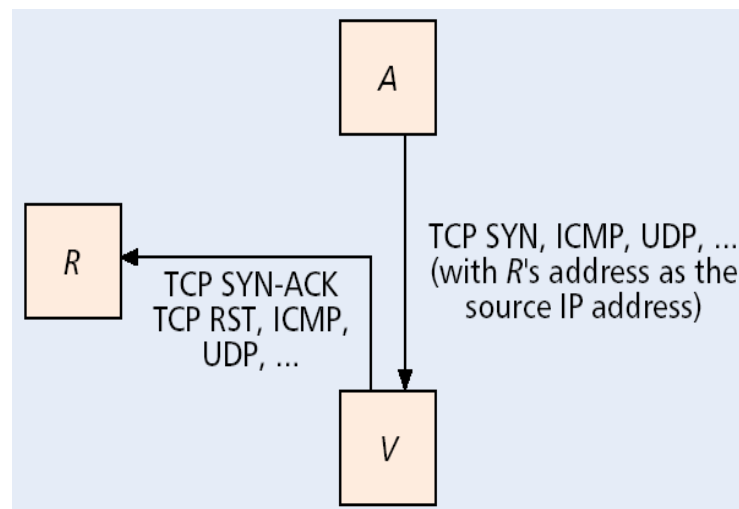 A
R
TCP SYN, ICMP, UDP, ...
(with R's address as the
source IP address)
TCP SYN-ACK
TCP RST, ICMP,
UDP, ...
V